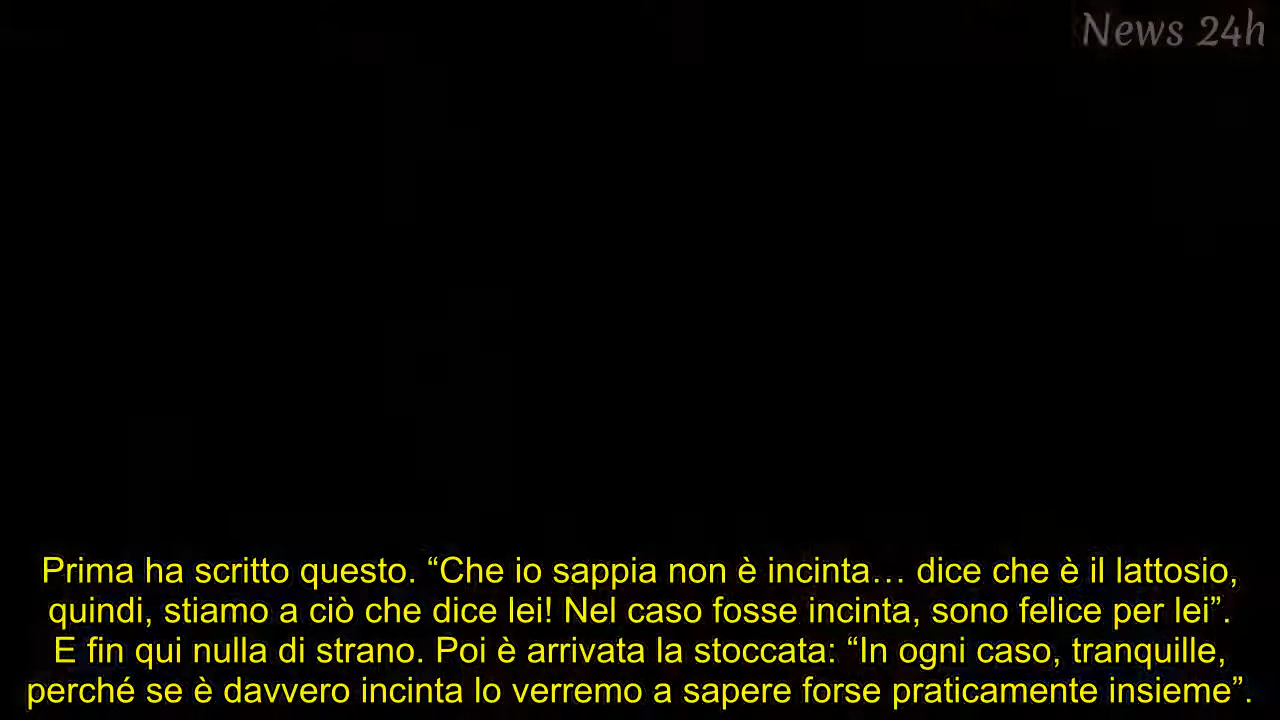 News 24h
Prima ha scritto questo. “Che io sappia non è incinta… dice che è il lattosio,
quindi, stiamo a ciò che dice lei! Nel caso fosse incinta, sono felice per lei”.
E fin qui nulla di strano. Poi è arrivata la stoccata: “In ogni caso, tranquille,
perché se è davvero incinta lo verremo a sapere forse praticamente insieme”.